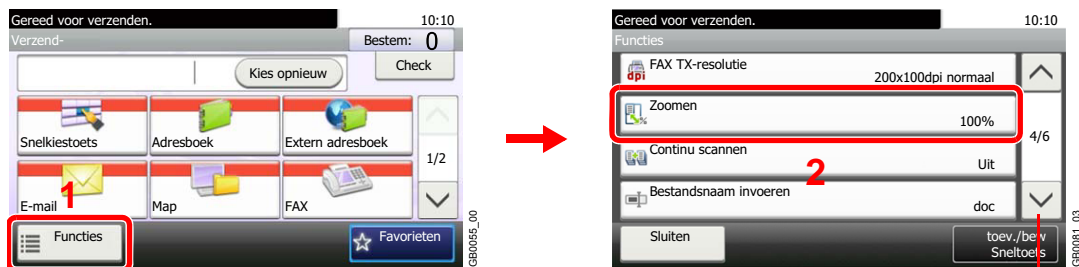 Gereed voor verzenden. 10:10
Verzend- Bestem: 0
Kies opnieuw Check
Snelkiestoets Adresboek Extern adresboek
1/2
E-mail Map FAX
1
Functies Favorieten
GB0055_00
Gereed voor verzenden. 10:10
Functies
dpi FAX TX-resolutie
200x100dpi normaal
Zoomen
%
100%
4/6
Continu scannen
Uit
2
Bestandsnaam invoeren
doc
Sluiten toev./bew
Sneltoets
GB0081_03